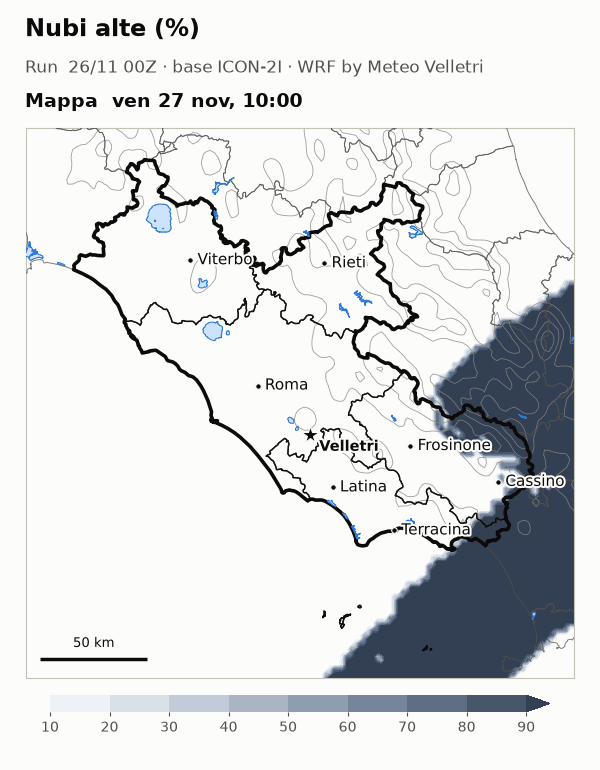 Nubi alte (%)
Run  26/11 00Z · base ICON-2I · WRF by Meteo Velletri
Mappa  ven 27 nov, 10:00
Viterbo
Rieti
Roma
Velletri
Frosinone
Cassino
Latina
Terracina
50 km
10 20 30 40 50 60 70 80 90